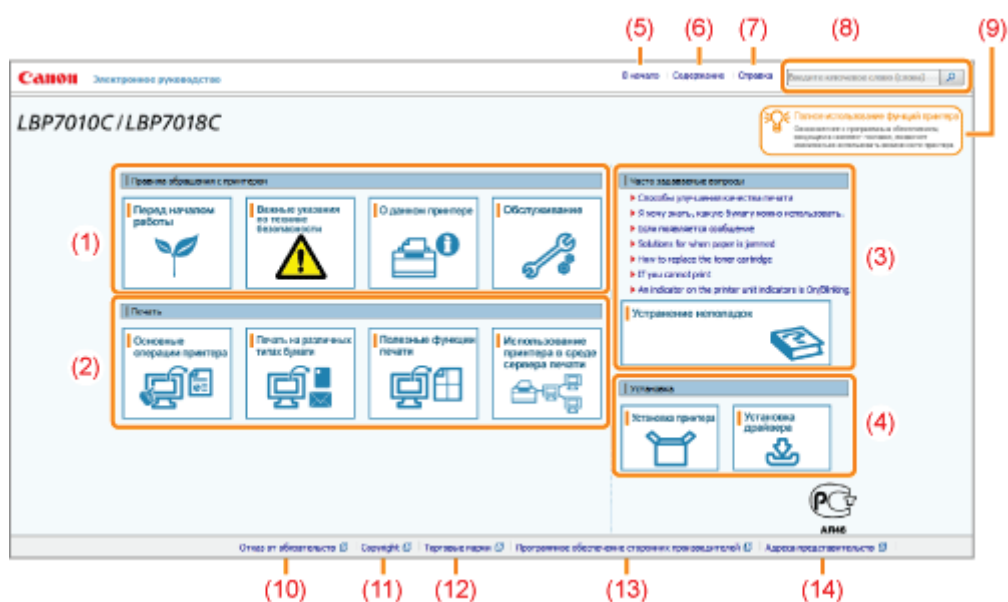 (5)
(6)
(7)
(8)
(9)
Canon Электронное руководство
В начало
Содержание
Справка
Введите ключевое слово (слова)
LBP7010C / LBP7018C
Полное использование функций принтера
Правила обращения с принтером
Перед началом
работы
Важные указания
по технике
безопасности
О данном принтере
Обслуживание
(1)
Печать
Основные
операции принтера
Печать на различных
типах бумаги
Полезные функции
печати
Использование
принтера в среде
сервера печати
(2)
Часто задаваемые вопросы
Способы улучшения качества печати
Я хочу знать, какую бумагу можно использовать.
Если появляется сообщение
Solutions for when paper is jammed
How to replace the toner cartridge
If you cannot print
An indicator on the printer unit indicators is On/Blinking.
Устранение неполадок
(3)
Установка
Установка принтера
Установка
драйвера
(4)
АЯ46
Отказ от обязательств
Copyright
Торговые марки
Программное обеспечение сторонних производителей
Адреса представительств
(10)
(11)
(12)
(13)
(14)